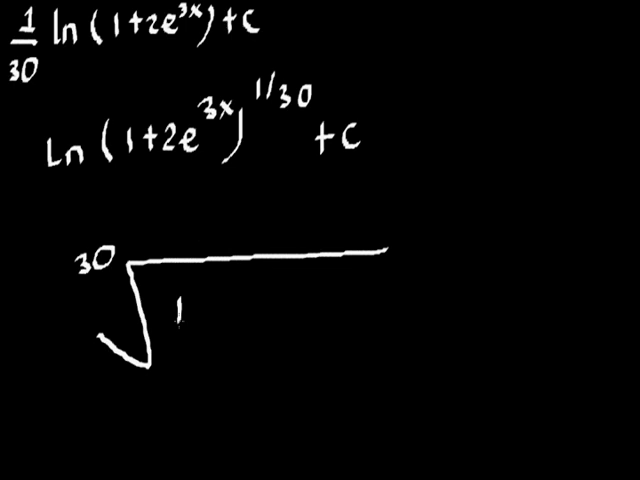 1/30 ln (1+2e^3x) + c
Ln (1+2e^3x)^1/30 + c
30√1